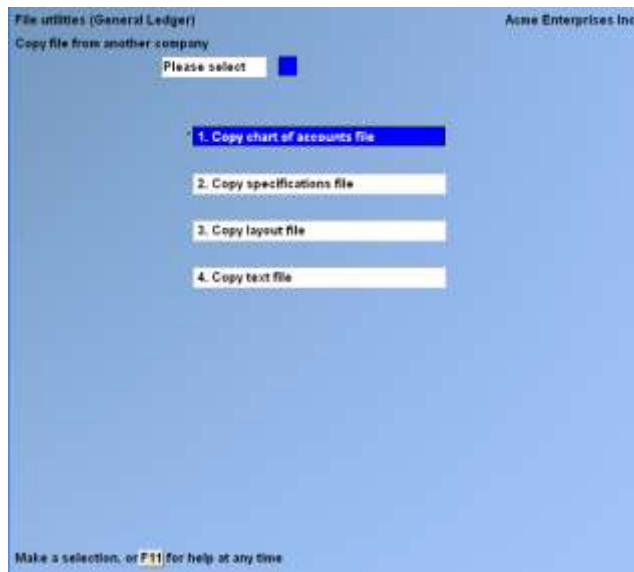 File utilities (General Ledger) Acme Enterprises Inc
Copy file from another company
Please select
1. Copy chart of accounts file
2. Copy specifications file
3. Copy layout file
4. Copy text file
Make a selection, or F11 for help at any time